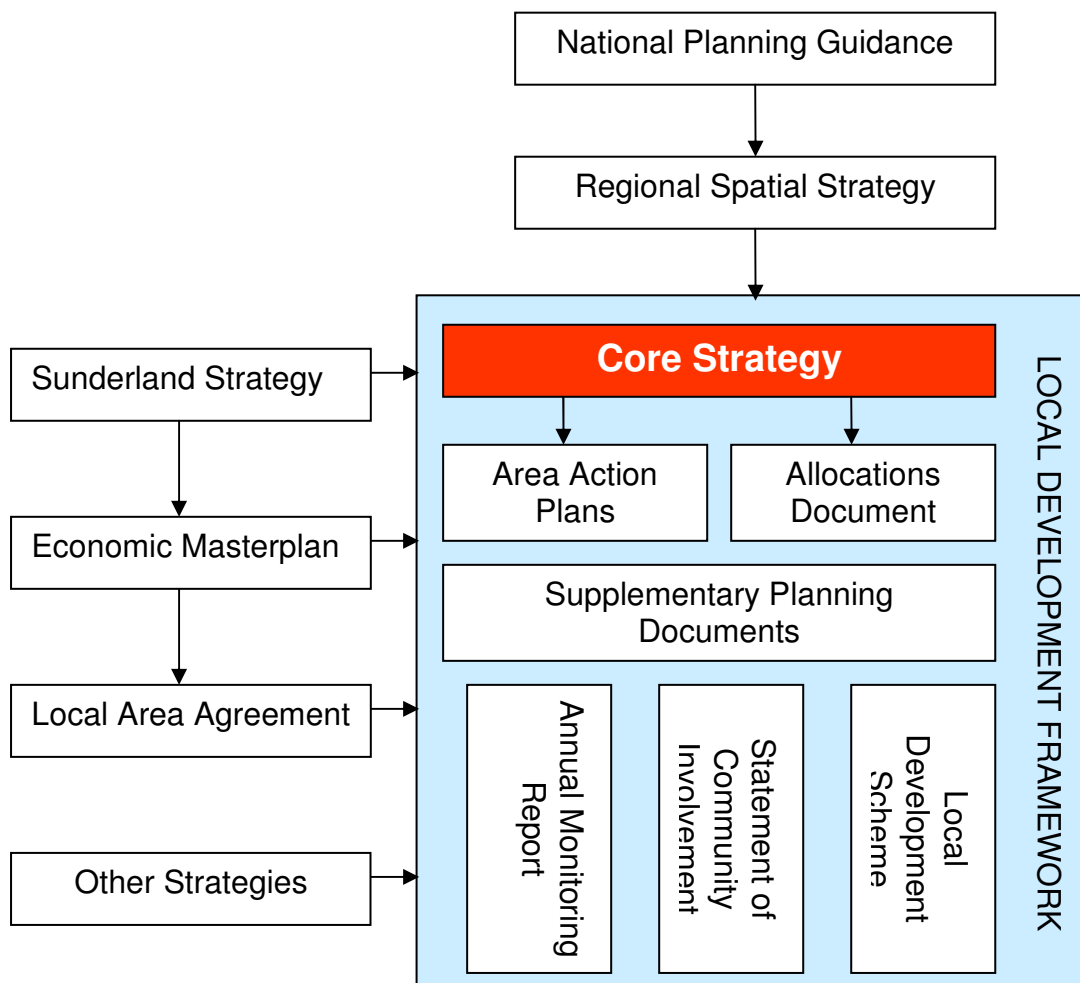 National Planning Guidance
Regional Spatial Strategy
Core Strategy
Sunderland Strategy
Area Action
Plans
Allocations
Document
Economic Masterplan
Supplementary Planning
Documents
Local Area Agreement
Annual Monitoring
Report
Statement of
Community
Involvement
Local
Development
Scheme
Other Strategies
LOCAL DEVELOPMENT FRAMEWORK